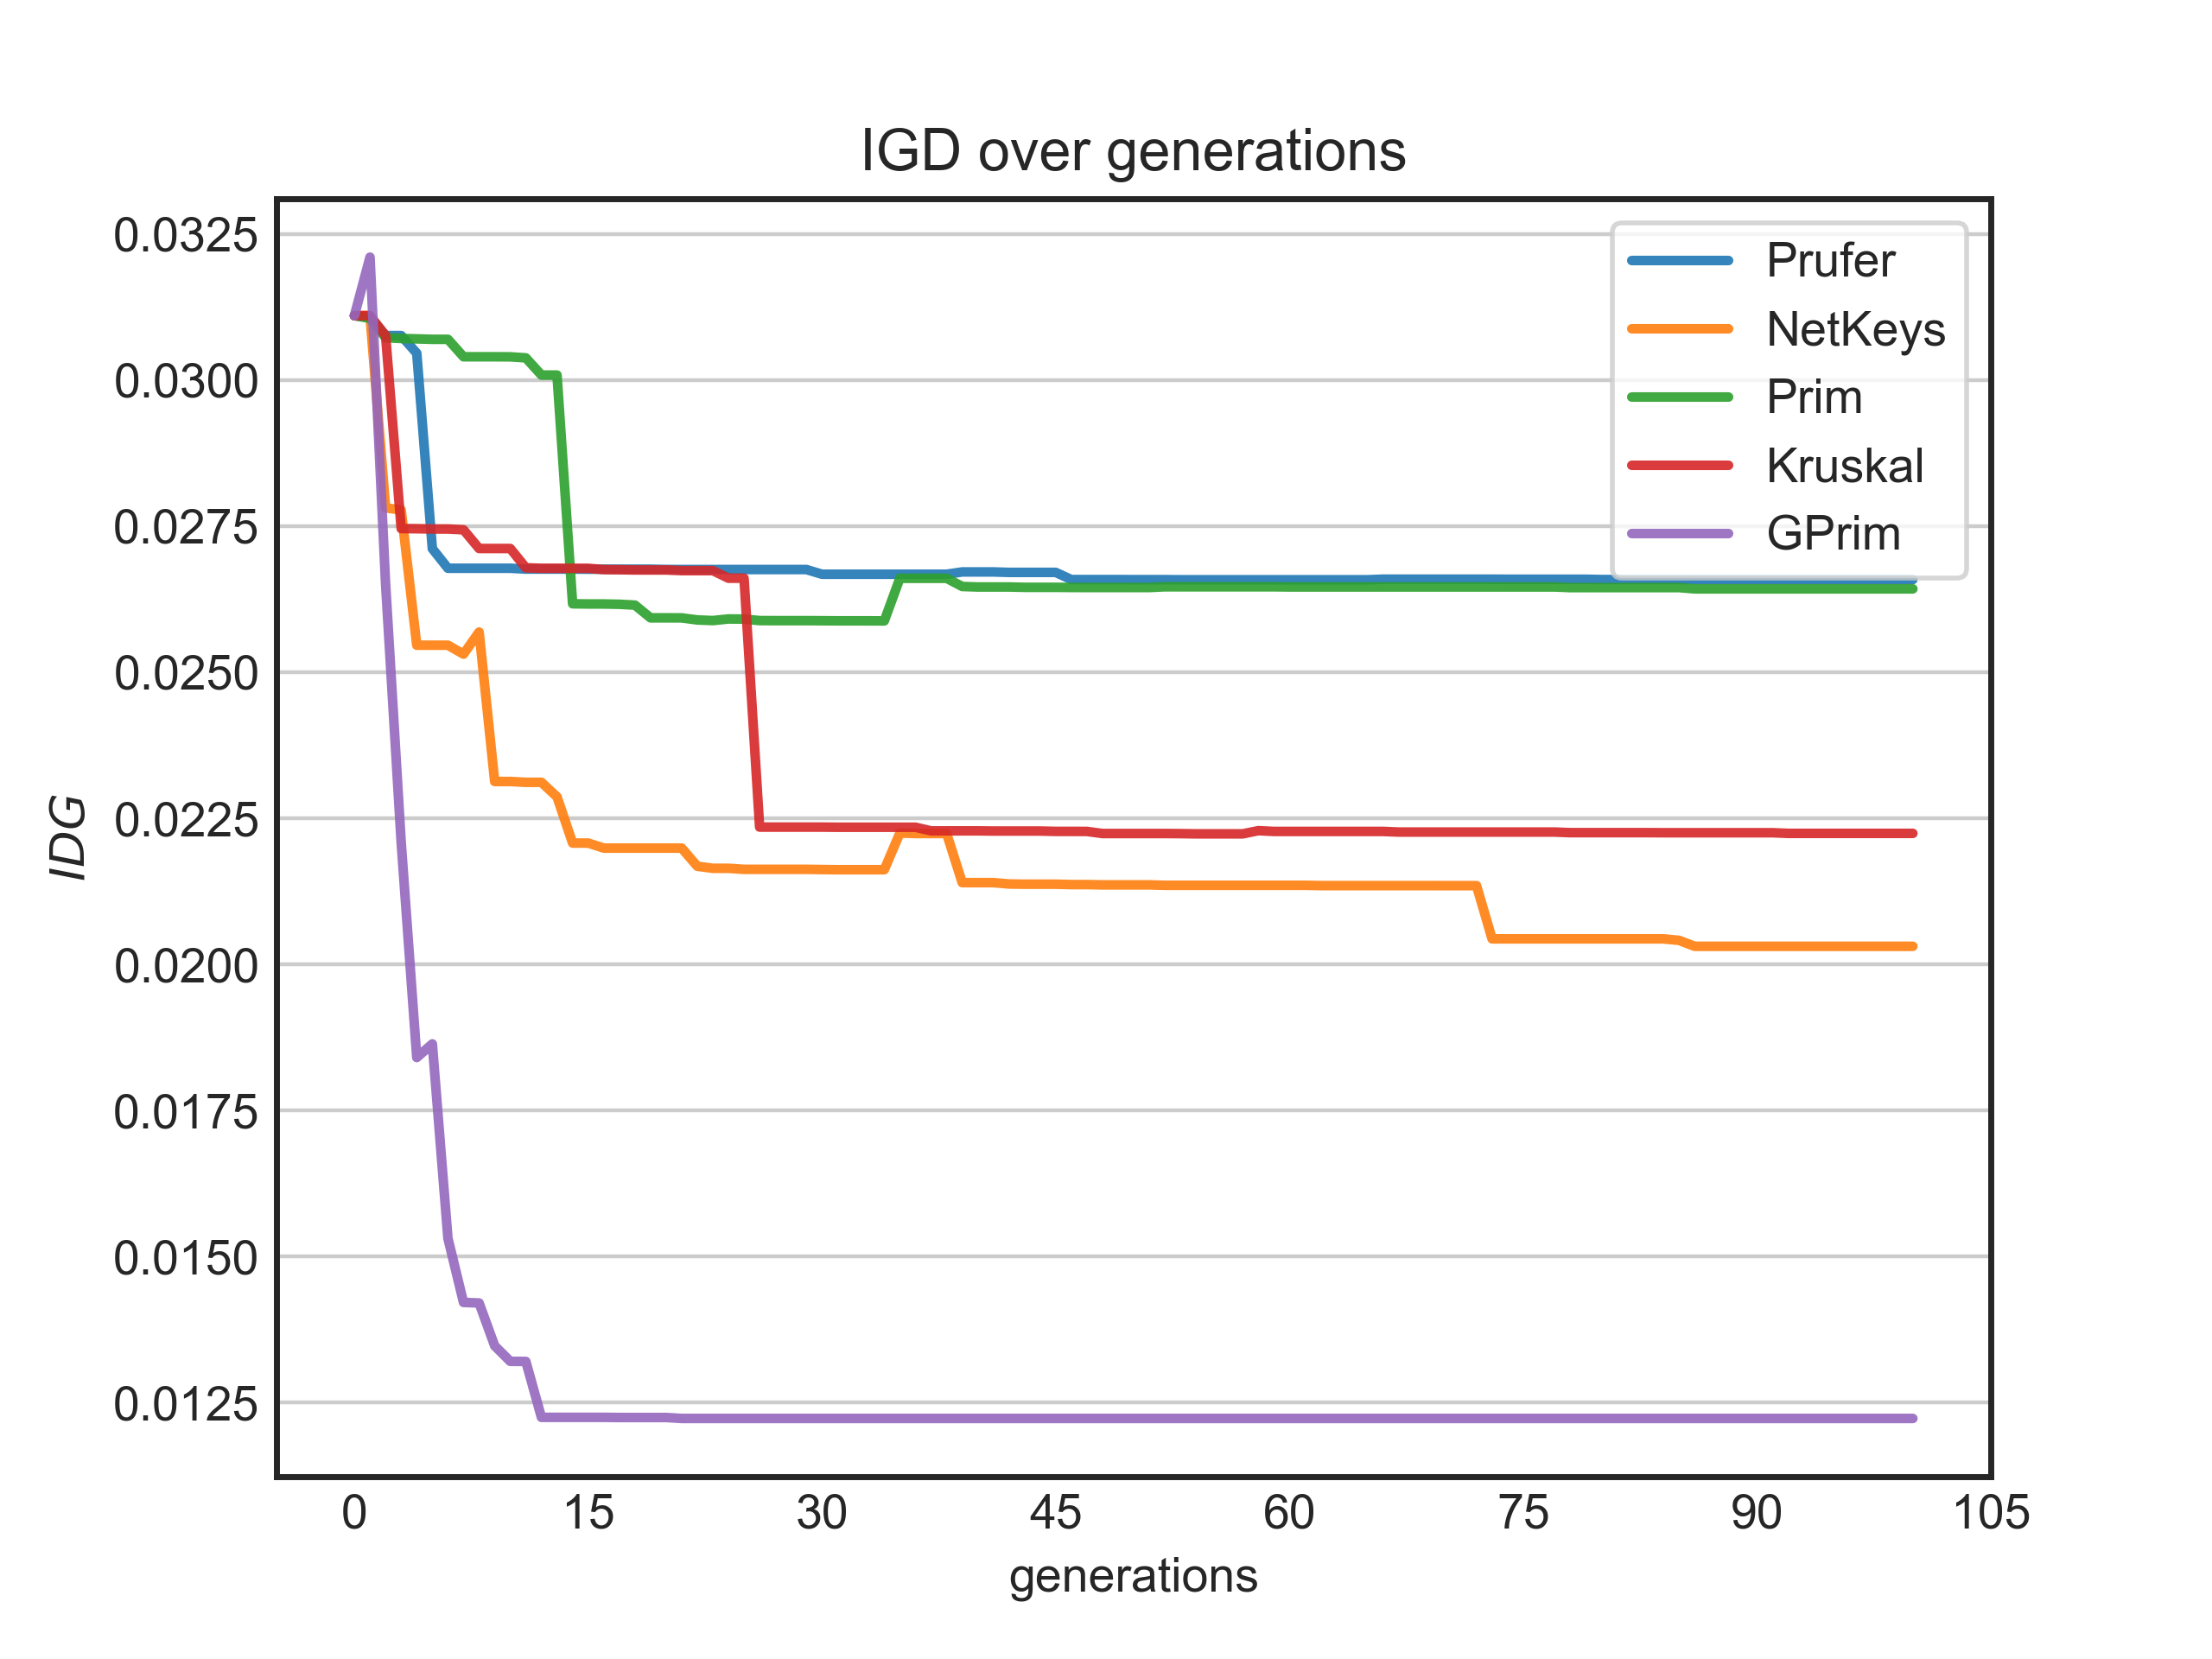 IGD over generations
0.0325
0.0300
0.0275
0.0250
0.0225
0.0200
0.0175
0.0150
0.0125
IDG
Prufer
NetKeys
Prim
Kruskal
GPrim
0 15 30 45 60 75 90 105
generations